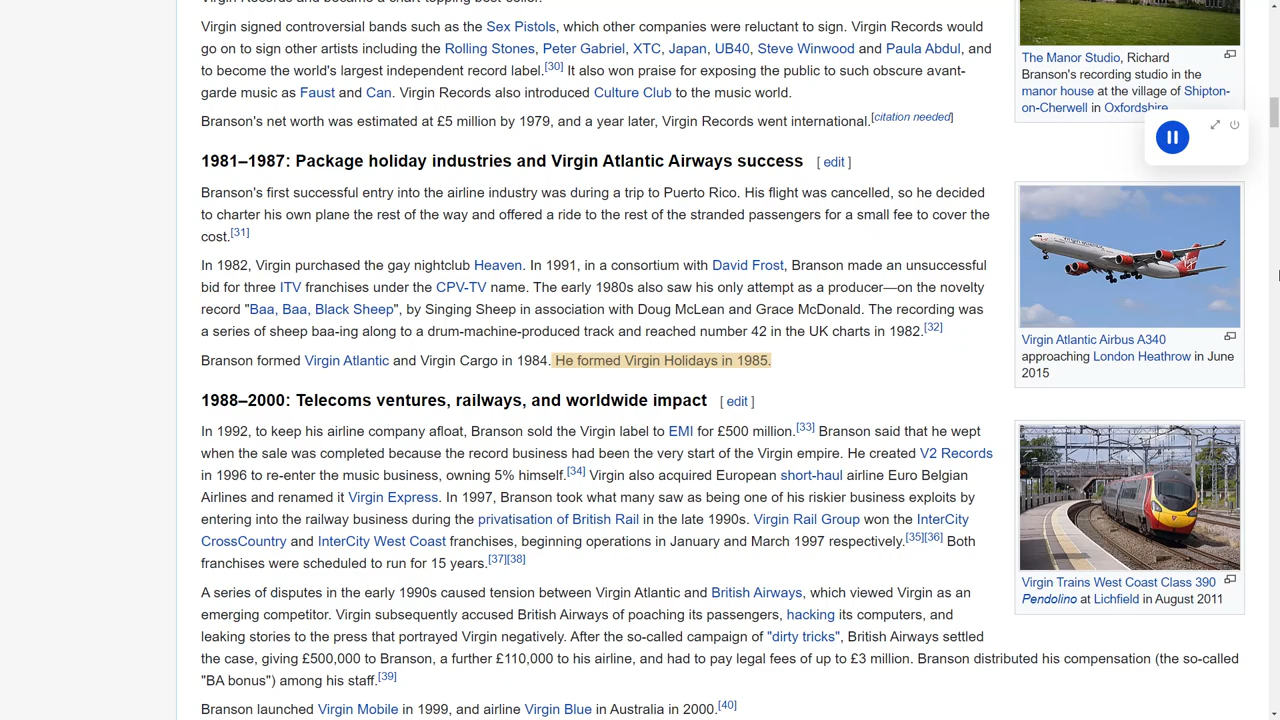 Virgin signed controversial bands such as the Sex Pistols, which other companies were reluctant to sign. Virgin Records would
go on to sign other artists including the Rolling Stones, Peter Gabriel, XTC, Japan, UB40, Steve Winwood and Paula Abdul, and
to become the world's largest independent record label.[30] It also won praise for exposing the public to such obscure avant-
garde music as Faust and Can. Virgin Records also introduced Culture Club to the music world.
Branson's net worth was estimated at £5 million by 1979, and a year later, Virgin Records went international.[citation needed]
The Manor Studio, Richard
Branson's recording studio in the
manor house at the village of Shipton-
on-Cherwell in Oxfordshire
1981–1987: Package holiday industries and Virgin Atlantic Airways success [ edit ]
Branson's first successful entry into the airline industry was during a trip to Puerto Rico. His flight was cancelled, so he decided
to charter his own plane the rest of the way and offered a ride to the rest of the stranded passengers for a small fee to cover the
cost.[31]
In 1982, Virgin purchased the gay nightclub Heaven. In 1991, in a consortium with David Frost, Branson made an unsuccessful
bid for three ITV franchises under the CPV-TV name. The early 1980s also saw his only attempt as a producer—on the novelty
record "Baa, Baa, Black Sheep", by Singing Sheep in association with Doug McLean and Grace McDonald. The recording was
a series of sheep baa-ing along to a drum-machine-produced track and reached number 42 in the UK charts in 1982.[32]
Branson formed Virgin Atlantic and Virgin Cargo in 1984. He formed Virgin Holidays in 1985.
Virgin Atlantic Airbus A340
approaching London Heathrow in June
2015
1988–2000: Telecoms ventures, railways, and worldwide impact [ edit ]
In 1992, to keep his airline company afloat, Branson sold the Virgin label to EMI for £500 million.[33] Branson said that he wept
when the sale was completed because the record business had been the very start of the Virgin empire. He created V2 Records
in 1996 to re-enter the music business, owning 5% himself.[34] Virgin also acquired European short-haul airline Euro Belgian
Airlines and renamed it Virgin Express. In 1997, Branson took what many saw as being one of his riskier business exploits by
entering into the railway business during the privatisation of British Rail in the late 1990s. Virgin Rail Group won the InterCity
CrossCountry and InterCity West Coast franchises, beginning operations in January and March 1997 respectively.[35][36] Both
franchises were scheduled to run for 15 years.[37][38]
Virgin Trains West Coast Class 390
Pendolino at Lichfield in August 2011
A series of disputes in the early 1990s caused tension between Virgin Atlantic and British Airways, which viewed Virgin as an
emerging competitor. Virgin subsequently accused British Airways of poaching its passengers, hacking its computers, and
leaking stories to the press that portrayed Virgin negatively. After the so-called campaign of "dirty tricks", British Airways settled
the case, giving £500,000 to Branson, a further £110,000 to his airline, and had to pay legal fees of up to £3 million. Branson distributed his compensation (the so-called
"BA bonus") among his staff.[39]
Branson launched Virgin Mobile in 1999, and airline Virgin Blue in Australia in 2000.[40]